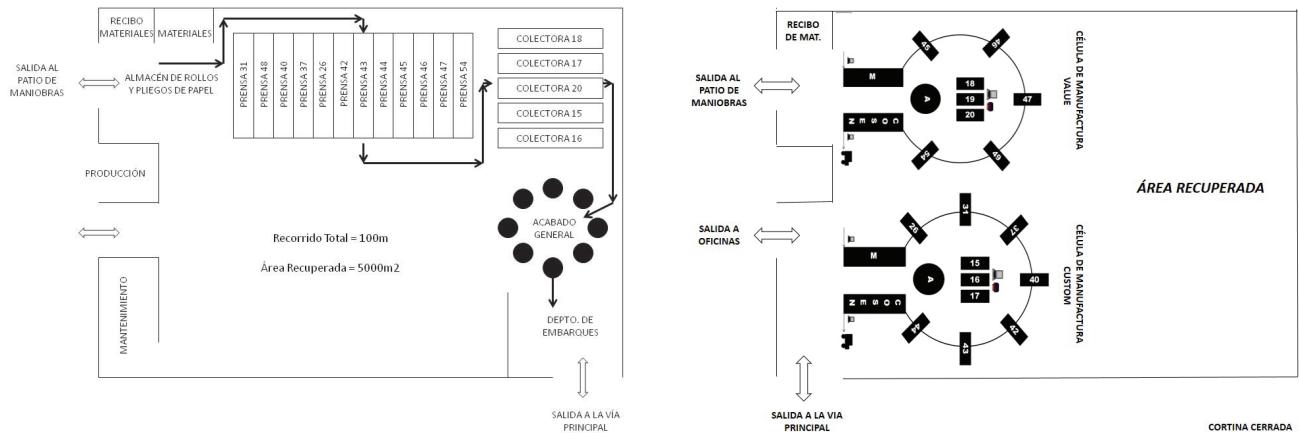 RECIBO
MATERIALES
MATERIALES
SALIDA AL
PATIO DE
MANIOBRAS
ALMACÉN DE ROLLOS
Y PLIEGOS DE PAPEL
PRENSA 31
PRENSA 48
PRENSA 40
PRENSA 37
PRENSA 26
PRENSA 42
PRENSA 43
PRENSA 44
PRENSA 45
PRENSA 46
PRENSA 47
PRENSA 54
COLECTORA 18
COLECTORA 17
COLECTORA 20
COLECTORA 15
COLECTORA 16
PRODUCCIÓN
ACABADO
GENERAL
Recorrido Total = 100m
Área Recuperada = 5000m2
MANTENIMIENTO
DEPTO. DE
EMBARQUES
SALIDA A LA VÍA
PRINCIPAL
RECIBO
DE MAT.
SALIDA AL
PATIO DE
MANIOBRAS
M
A
C O S E N
45
46
47
49
54
18
19
20
CÉLULA DE MANUFACTURA
VALUE
ÁREA RECUPERADA
SALIDA A
OFICINAS
M
A
C O S E N
26
31
37
40
42
43
44
15
16
17
CÉLULA DE MANUFACTURA
CUSTOM
SALIDA A LA VIA
PRINCIPAL
CORTINA CERRADA